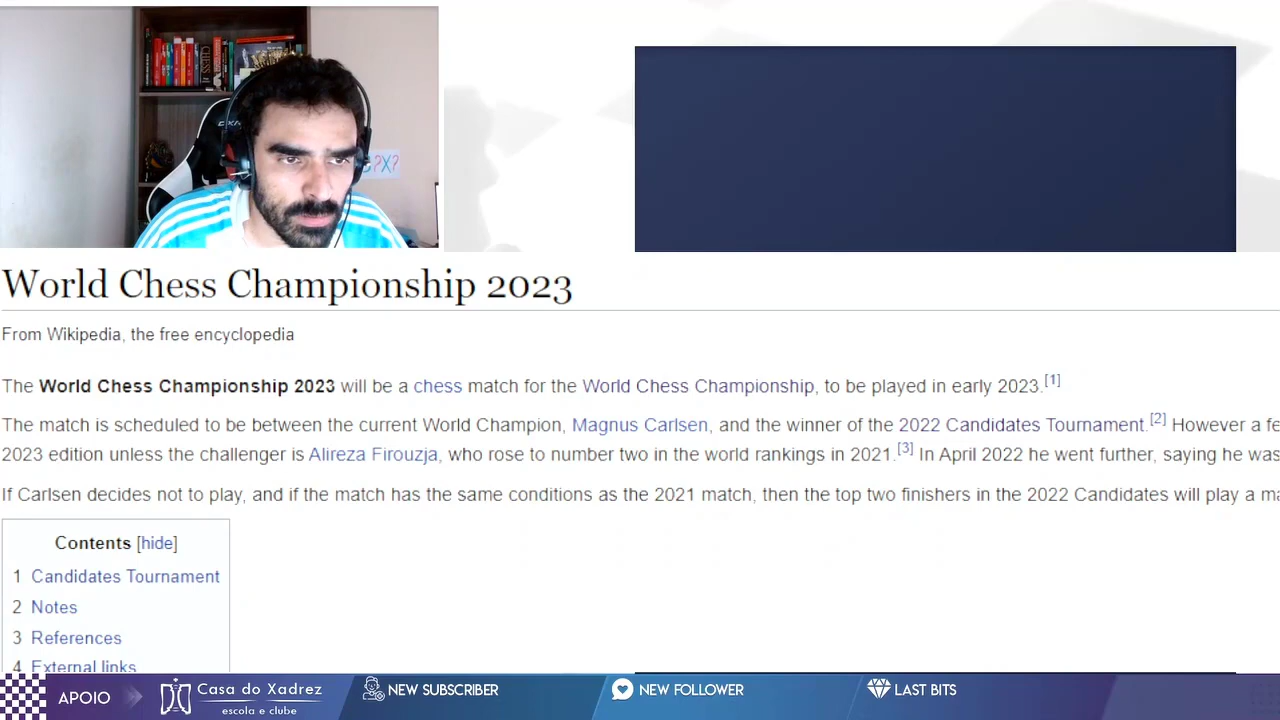 CHESS
?X?
World Chess Championship 2023
From Wikipedia, the free encyclopedia
The World Chess Championship 2023 will be a chess match for the World Chess Championship, to be played in early 2023.[1]
The match is scheduled to be between the current World Champion, Magnus Carlsen, and the winner of the 2022 Candidates Tournament.[2] However a fe
2023 edition unless the challenger is Alireza Firouzja, who rose to number two in the world rankings in 2021.[3] In April 2022 he went further, saying he was
If Carlsen decides not to play, and if the match has the same conditions as the 2021 match, then the top two finishers in the 2022 Candidates will play a ma
Contents [hide]
1 Candidates Tournament
2 Notes
3 References
4 External links
APOIO
Casa do Xadrez
escola e clube
NEW SUBSCRIBER
NEW FOLLOWER
LAST BITS